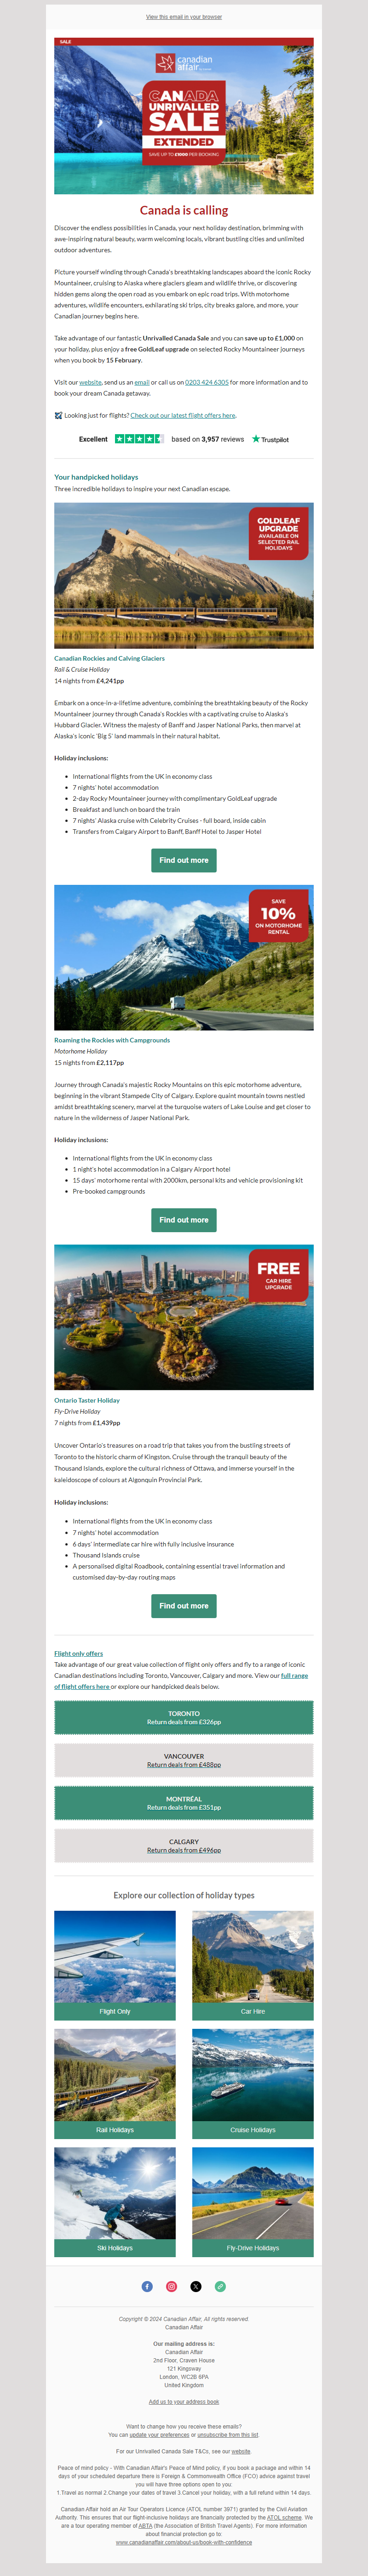 View this email in your browser
SALE
canadian
affair
CANADA
UNRIVALLED
SALE
EXTENDED
SAVE UP TO £1000 PER BOOKING
Canada is calling
Discover the endless possibilities in Canada, your next holiday destination, brimming with
awe-inspiring natural beauty, warm welcoming locals, vibrant bustling cities and unlimited
outdoor adventures.
Picture yourself winding through Canada's breathtaking landscapes aboard the iconic Rocky
Mountaineer, cruising to Alaska where glaciers gleam and wildlife thrive, or discovering
hidden gems along the open road as you embark on epic road trips. With motorhome
adventures, wildlife encounters, exhilarating ski trips, city breaks galore, and more, your
Canadian journey begins here.
Take advantage of our fantastic Unrivalled Canada Sale and you can save up to £1,000 on
your holiday, plus enjoy a free GoldLeaf upgrade on selected Rocky Mountaineer journeys
when you book by 15 February.
Visit our website, send us an email or call us on 0203 424 6305 for more information and to
book your dream Canada getaway.
Looking just for flights? Check out our latest flight offers here.
Excellent based on 3,957 reviews Trustpilot
Your handpicked holidays
Three incredible holidays to inspire your next Canadian escape.
GOLDLEAF
UPGRADE
AVAILABLE ON
SELECTED RAIL
HOLIDAYS
Canadian Rockies and Calving Glaciers
Rail & Cruise Holiday
14 nights from £4,241pp
Embark on a once-in-a-lifetime adventure, combining the breathtaking beauty of the Rocky
Mountaineer journey through Canada's Rockies with a captivating cruise to Alaska's
Hubbard Glacier. Witness the majesty of Banff and Jasper National Parks, then marvel at
Alaska's iconic 'Big 5' land mammals in their natural habitat.
Holiday inclusions:
• International flights from the UK in economy class
• 7 nights' hotel accommodation
• 2-day Rocky Mountaineer journey with complimentary GoldLeaf upgrade
• Breakfast and lunch on board the train
• 7 nights' Alaska cruise with Celebrity Cruises - full board, inside cabin
• Transfers from Calgary Airport to Banff, Banff Hotel to Jasper Hotel
Find out more
SAVE
10%
ON MOTORHOME
RENTAL
Roaming the Rockies with Campgrounds
Motorhome Holiday
15 nights from £2,117pp
Journey through Canada's majestic Rocky Mountains on this epic motorhome adventure,
beginning in the vibrant Stampede City of Calgary. Explore quaint mountain towns nestled
amidst breathtaking scenery, marvel at the turquoise waters of Lake Louise and get closer to
nature in the wilderness of Jasper National Park.
Holiday inclusions:
• International flights from the UK in economy class
• 1 night's hotel accommodation in a Calgary Airport hotel
• 15 days' motorhome rental with 2000km, personal kits and vehicle provisioning kit
• Pre-booked campgrounds
Find out more
FREE
CAR HIRE
UPGRADE
Ontario Taster Holiday
Fly-Drive Holiday
7 nights from £1,439pp
Uncover Ontario's treasures on a road trip that takes you from the bustling streets of
Toronto to the historic charm of Kingston. Cruise through the tranquil beauty of the
Thousand Islands, explore the cultural richness of Ottawa, and immerse yourself in the
kaleidoscope of colours at Algonquin Provincial Park.
Holiday inclusions:
• International flights from the UK in economy class
• 7 nights' hotel accommodation
• 6 days' intermediate car hire with fully inclusive insurance
• Thousand Islands cruise
• A personalised digital Roadbook, containing essential travel information and
customised day-by-day routing maps
Find out more
Flight only offers
Take advantage of our great value collection of flight only offers and fly to a range of iconic
Canadian destinations including Toronto, Vancouver, Calgary and more. View our full range
of flight offers here or explore our handpicked deals below.
TORONTO
Return deals from £326pp
VANCOUVER
Return deals from £488pp
MONTRÉAL
Return deals from £351pp
CALGARY
Return deals from £496pp
Explore our collection of holiday types
Flight Only
Car Hire
Rail Holidays
Cruise Holidays
Ski Holidays
Fly-Drive Holidays
Copyright © 2024 Canadian Affair, All rights reserved.
Canadian Affair
Our mailing address is:
Canadian Affair
2nd Floor, Craven House
121 Kingsway
London, WC2B 6PA
United Kingdom
Add us to your address book
Want to change how you receive these emails?
You can update your preferences or unsubscribe from this list.
For our Unrivalled Canada Sale T&Cs, see our website.
Peace of mind policy - With Canadian Affair's Peace of Mind policy, if you book a package and within 14
days of your scheduled departure there is Foreign & Commonwealth Office (FCO) advice against travel
you will have three options open to you:
1.Travel as normal 2.Change your dates of travel 3.Cancel your holiday, with a full refund within 14 days.
Canadian Affair hold an Air Tour Operators Licence (ATOL number 3971) granted by the Civil Aviation
Authority. This ensures that our flight-inclusive holidays are financially protected by the ATOL scheme. We
are a tour operating member of ABTA (the Association of British Travel Agents). For more information
about financial protection go to:
www.canadianaffair.com/about-us/book-with-confidence